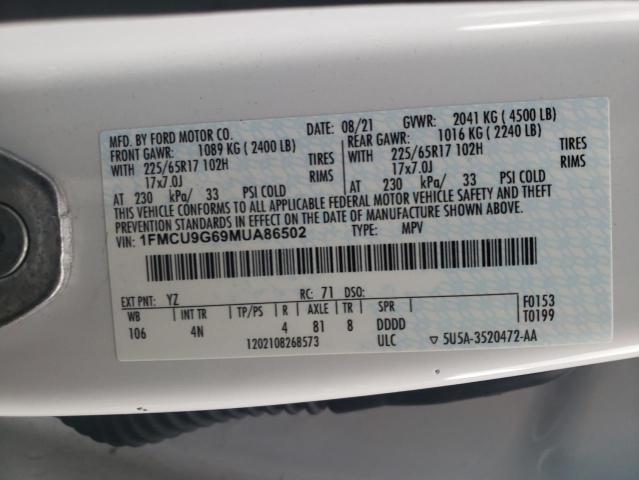 MFD. BY FORD MOTOR CO. DATE: 08/21 GVWR: 2041 KG ( 4500 LB)
FRONT GAWR: 1089 KG ( 2400 LB) REAR GAWR: 1016 KG ( 2240 LB)
WITH 225/65R17 102H TIRES WITH 225/65R17 102H TIRES
17x7.0J RIMS 17x7.0J RIMS
AT 230 kPa/ 33 PSI COLD AT 230 kPa/ 33 PSI COLD
THIS VEHICLE CONFORMS TO ALL APPLICABLE FEDERAL MOTOR VEHICLE SAFETY AND THEFT
PREVENTION STANDARDS IN EFFECT ON THE DATE OF MANUFACTURE SHOWN ABOVE.
VIN: 1FMCU9G69MUA86502 TYPE: MPV
EXT PNT: YZ RC: 71 DSO: F0153
WB INT TR TP/PS R AXLE TR SPR T0199
106 4N 4 81 8 DDDD
1202108268573 ULC ▽ 5U5A-3520472-AA